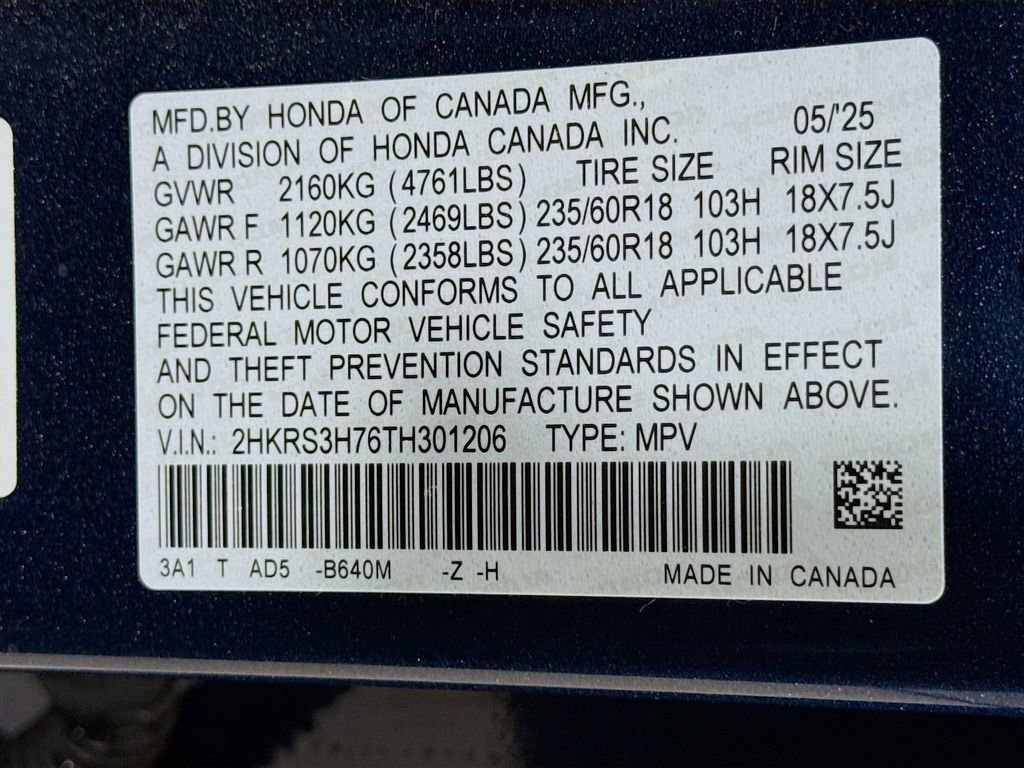 MFD.BY HONDA OF CANADA MFG.,
A DIVISION OF HONDA CANADA INC. 05/'25
GVWR 2160KG (4761LBS) TIRE SIZE RIM SIZE
GAWR F 1120KG (2469LBS) 235/60R18 103H 18X7.5J
GAWR R 1070KG (2358LBS) 235/60R18 103H 18X7.5J
THIS VEHICLE CONFORMS TO ALL APPLICABLE
FEDERAL MOTOR VEHICLE SAFETY
AND THEFT PREVENTION STANDARDS IN EFFECT
ON THE DATE OF MANUFACTURE SHOWN ABOVE.
V.I.N.: 2HKRS3H76TH301206 TYPE: MPV
3A1 T AD5 -B640M -Z -H MADE IN CANADA